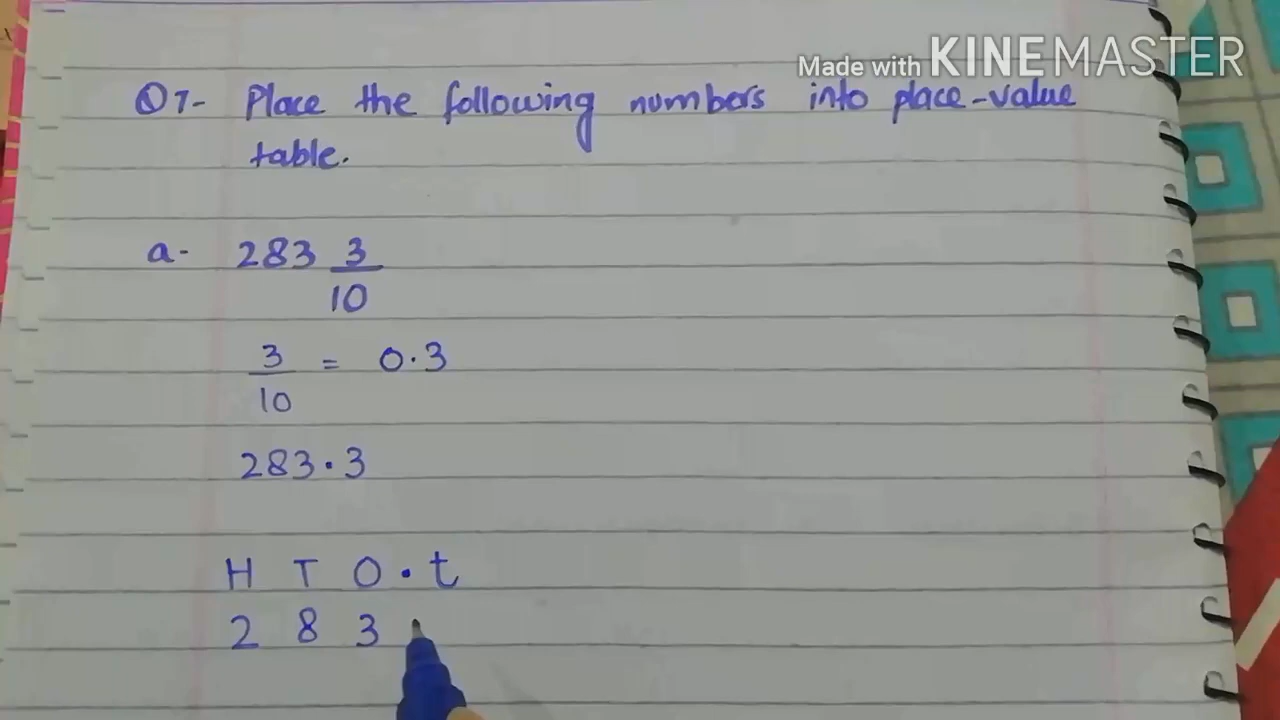 Made with KINEMASTER
Q1- Place the following numbers into place-value
table.
a- 283 3/10
3/10 = 0.3
283.3
H T O . t
2 8 3